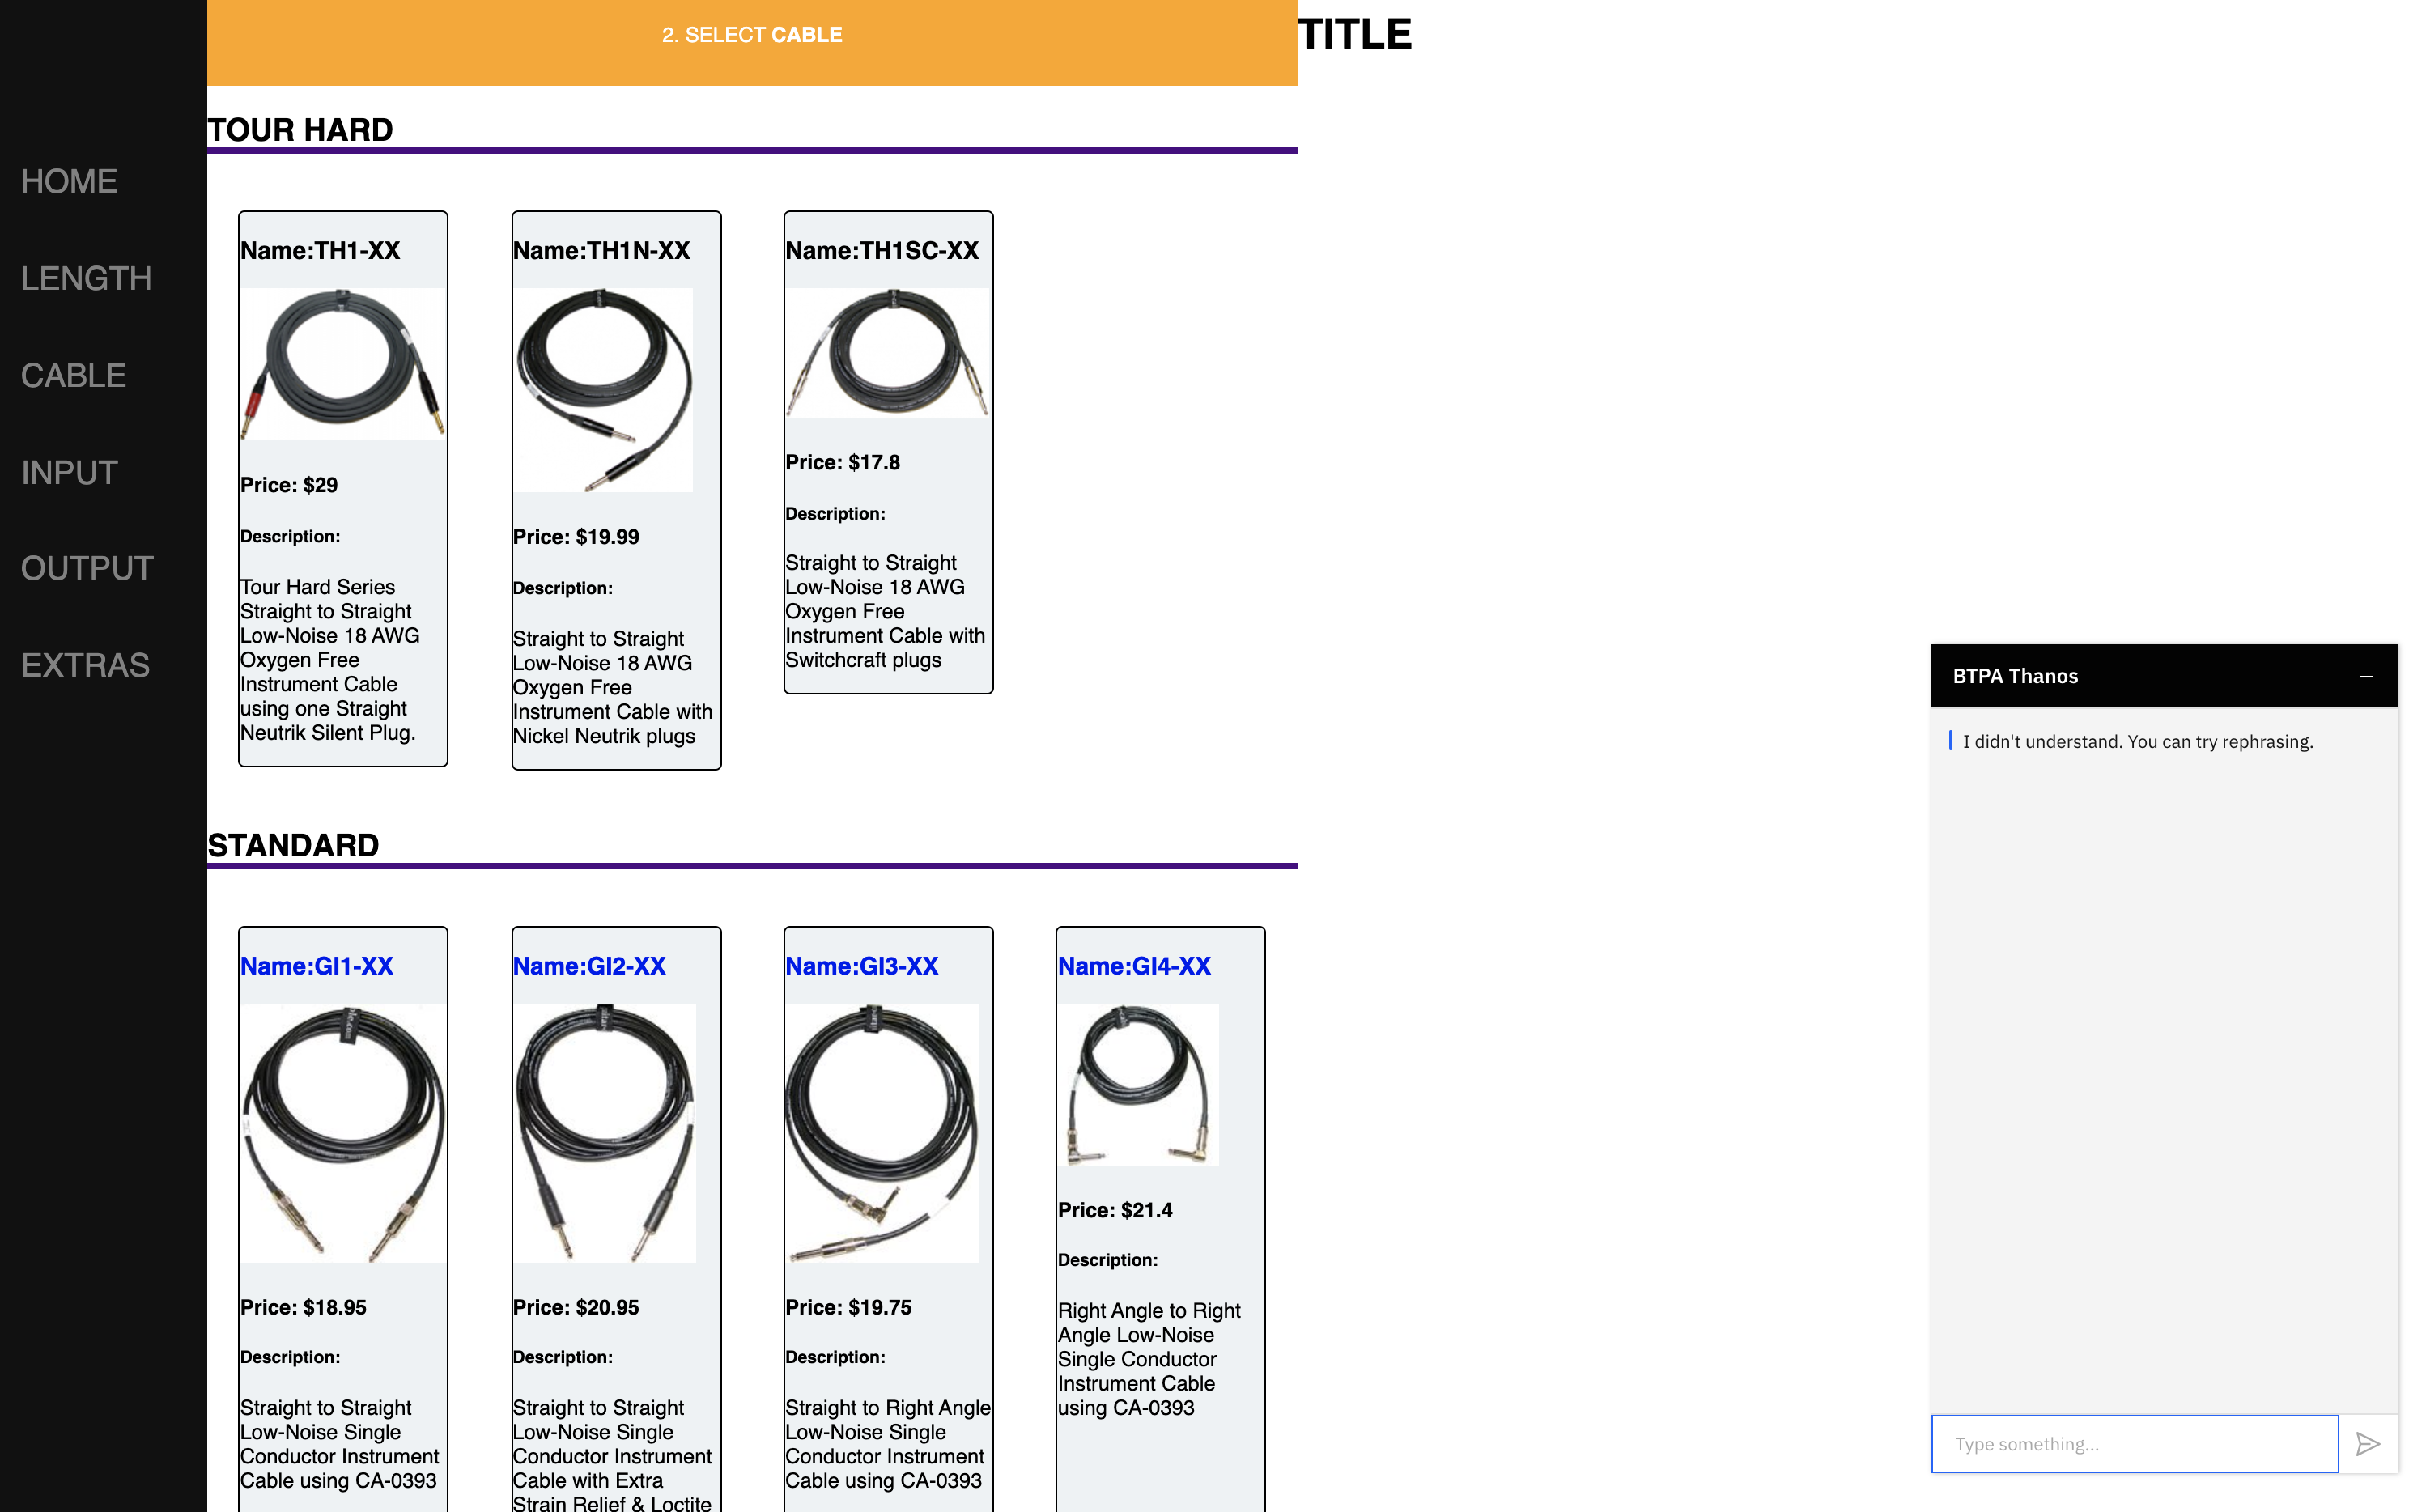 2. SELECT CABLE
TITLE
HOME
LENGTH
CABLE
INPUT
OUTPUT
EXTRAS
TOUR HARD
Name:TH1-XX
Price: $29
Description:
Tour Hard Series
Straight to Straight
Low-Noise 18 AWG
Oxygen Free
Instrument Cable
using one Straight
Neutrik Silent Plug.
Name:TH1N-XX
Price: $19.99
Description:
Straight to Straight
Low-Noise 18 AWG
Oxygen Free
Instrument Cable with
Nickel Neutrik plugs
Name:TH1SC-XX
Price: $17.8
Description:
Straight to Straight
Low-Noise 18 AWG
Oxygen Free
Instrument Cable with
Switchcraft plugs
STANDARD
Name:GI1-XX
Price: $18.95
Description:
Straight to Straight
Low-Noise Single
Conductor Instrument
Cable using CA-0393
Name:GI2-XX
Price: $20.95
Description:
Straight to Straight
Low-Noise Single
Conductor Instrument
Cable with Extra
Strain Relief & Loctite
Name:GI3-XX
Price: $19.75
Description:
Straight to Right Angle
Low-Noise Single
Conductor Instrument
Cable using CA-0393
Name:GI4-XX
Price: $21.4
Description:
Right Angle to Right
Angle Low-Noise
Single Conductor
Instrument Cable
using CA-0393
BTPA Thanos
I didn't understand. You can try rephrasing.
Type something...